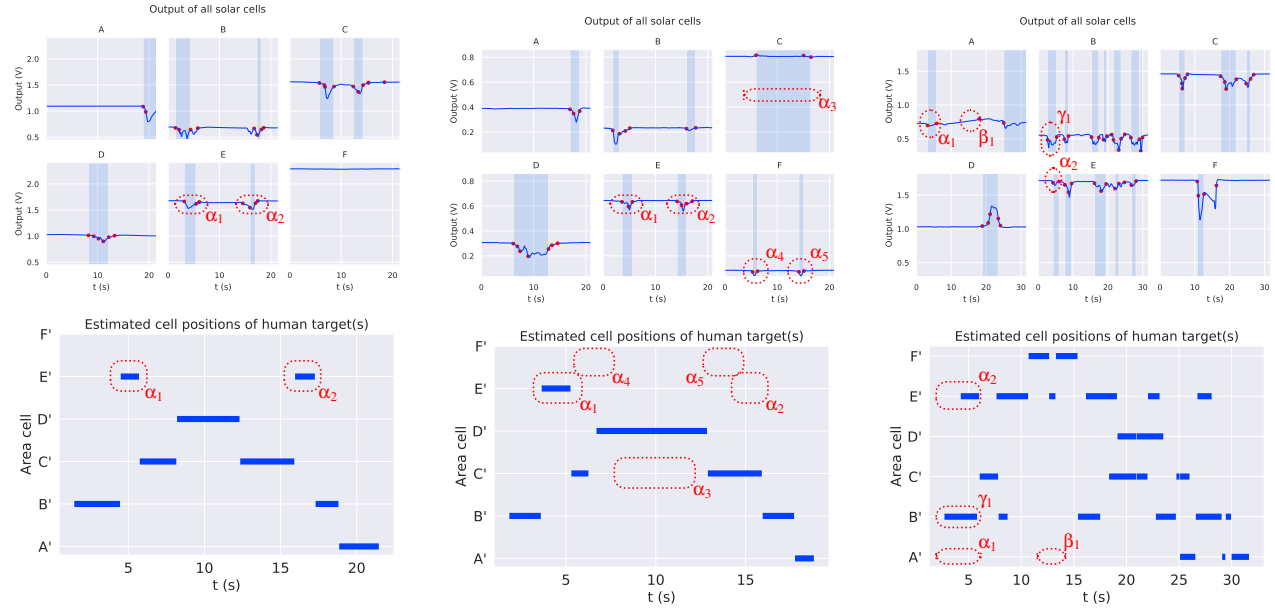 Output of all solar cells
A B C
Output (V)
2.0
1.5
1.0
0.5
D E F
Output (V)
2.0
1.5
1.0
0.5
α1 α2
0 20 0 20 0 20
t (s) t (s) t (s)
Estimated cell positions of human target(s)
Area cell
F'
E'
D'
C'
B'
A'
α1 α2
5 10 15 20
t (s)
Output of all solar cells
A B C
Output (V)
0.8
0.6
0.4
0.2
α3
D E F
Output (V)
0.8
0.6
0.4
0.2
α1 α2
α4 α5
0 10 20 0 10 20 0 10 20
t (s) t (s) t (s)
Estimated cell positions of human target(s)
Area cell
F'
E'
D'
C'
B'
A'
α4 α5
α1 α2
α3
5 10 15
t (s)
Output of all solar cells
A B C
Output (V)
1.5
1.0
0.5
α1 β1
γ1
α2
D E F
Output (V)
1.5
1.0
0.5
0 10 20 30 0 10 20 30 0 10 20 30
t (s) t (s) t (s)
Estimated cell positions of human target(s)
Area cell
F'
E'
D'
C'
B'
A'
α2
γ1
α1 β1
5 10 15 20 25 30
t (s)